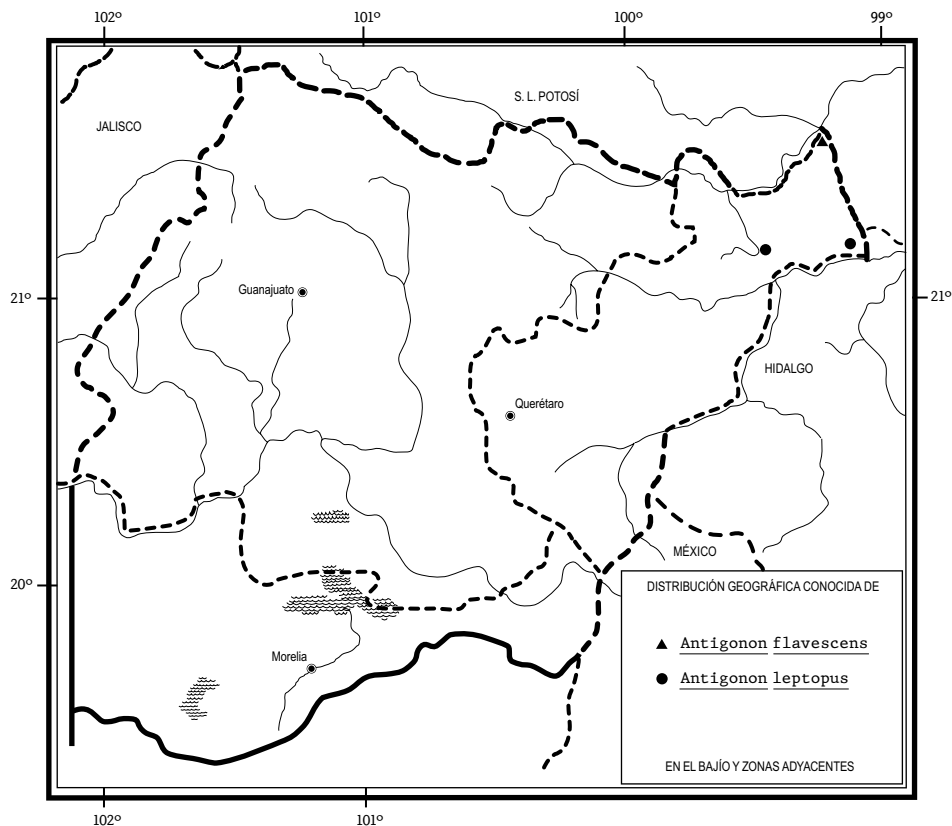 102º 101º 100º 99º
S. L. POTOSÍ
JALISCO
Guanajuato
21º 21º
HIDALGO
Querétaro
MÉXICO
20º
DISTRIBUCIÓN GEOGRÁFICA CONOCIDA DE
Antigonon flavescens
Morelia
Antigonon leptopus
EN EL BAJÍO Y ZONAS ADYACENTES
102º 101º